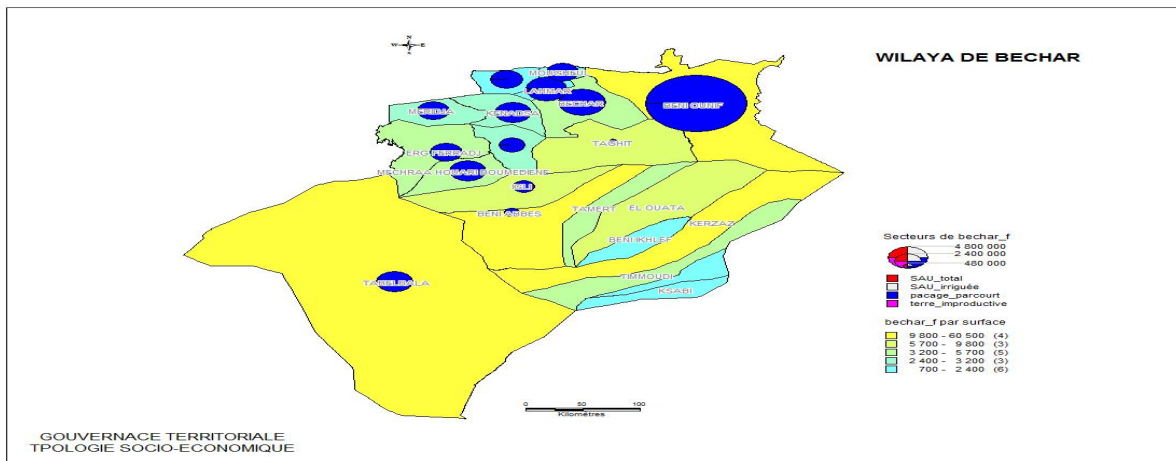 WILAYA DE BECHAR
N
W E
S
MOUGHEUL
LAHMAR
BECHAR
BENI OUNIF
MERIDJA
KENADSA
TAGHIT
ERG FERRADJ
MECHRAA HOUARI BOUMEDIENE
IGLI
TAMERT
EL OUATA
BENI ABBES
KERZAZ
BENI IKHLEF
TIMMOUDI
TABELBALA
KSABI
Secteurs de bechar_f
4 800 000
2 400 000
480 000
SAU_total
SAU_irriguée
pacage_parcourt
terre_improductive
bechar_f par surface
9 800 - 60 500 (4)
5 700 - 9 800 (3)
3 200 - 5 700 (5)
2 400 - 3 200 (3)
700 - 2 400 (6)
0 50 100
Kilomètres
GOUVERNACE TERRITORIALE
TPOLOGIE SOCIO-ECONOMIQUE